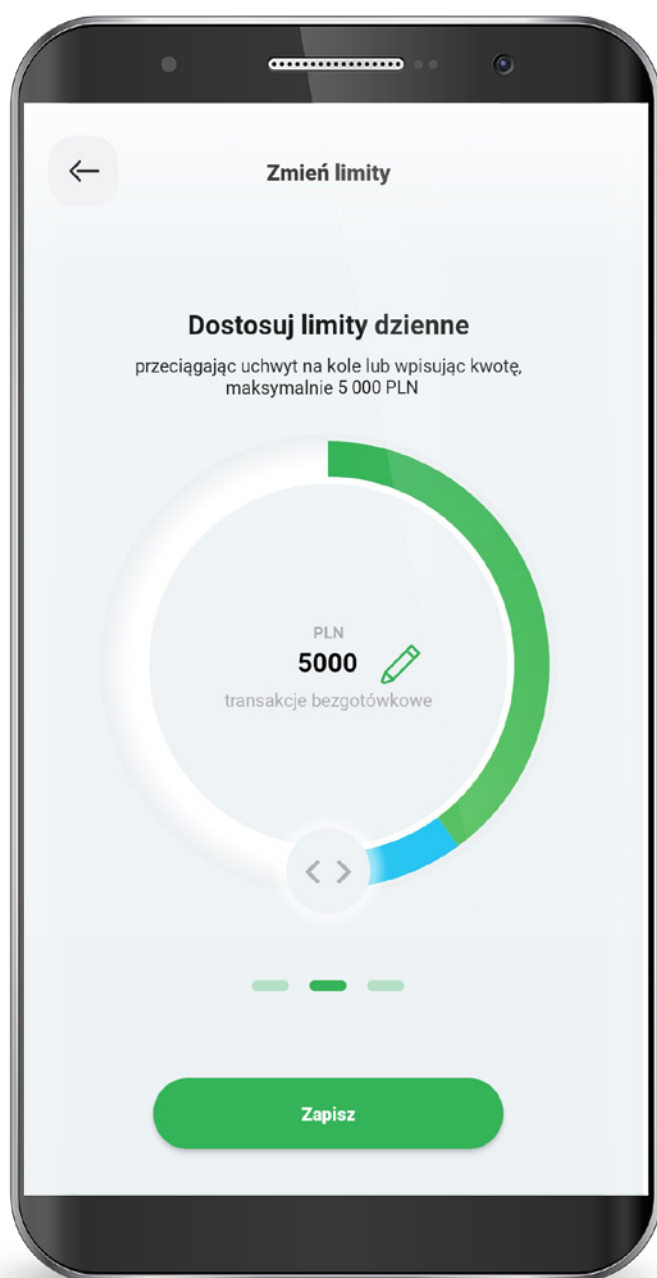 Zmień limity
Dostosuj limity dzienne
przeciągając uchwyt na kole lub wpisując kwotę,
maksymalnie 5 000 PLN
PLN
5000
transakcje bezgotówkowe
Zapisz